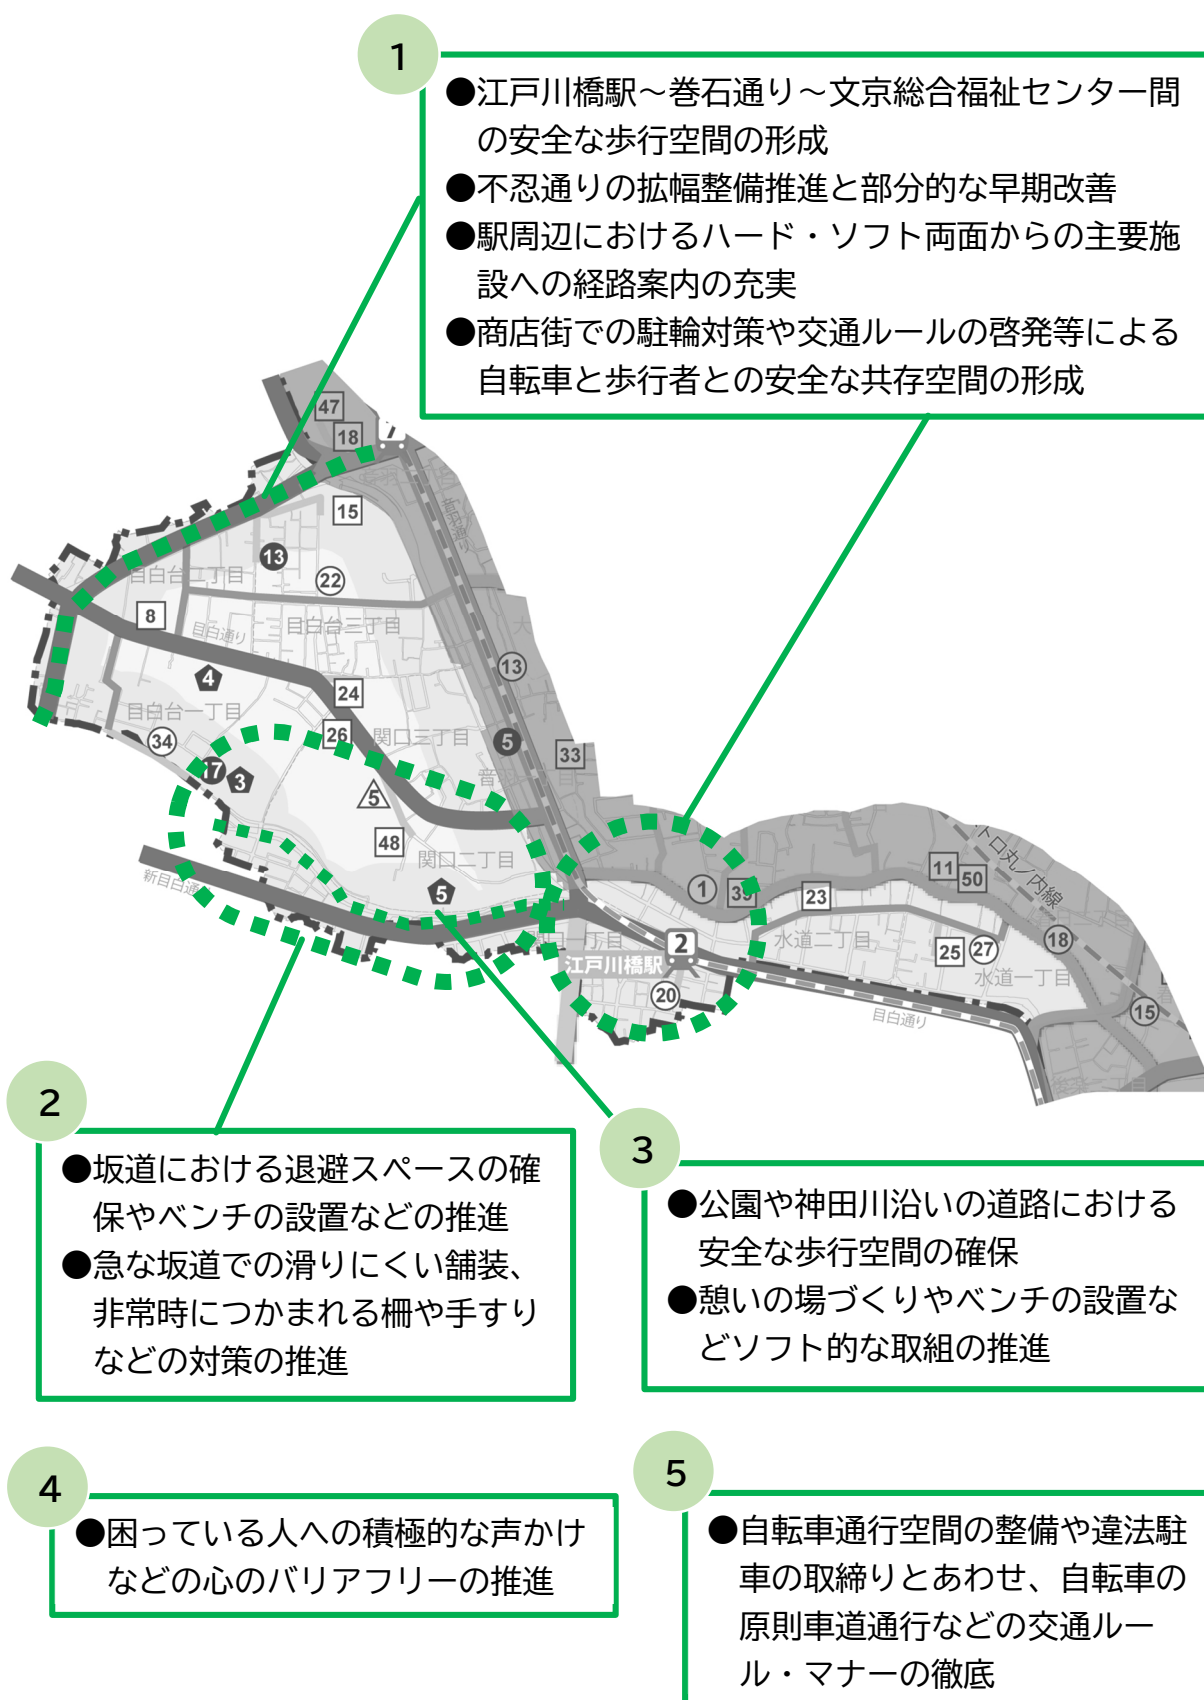 1
●江戸川橋駅～巻石通り～文京総合福祉センター間
の安全な歩行空間の形成
●不忍通りの拡幅整備推進と部分的な早期改善
●駅周辺におけるハード・ソフト両面からの主要施
設への経路案内の充実
●商店街での駐輪対策や交通ルールの啓発等による
自転車と歩行者との安全な共存空間の形成
47
18
7
15
音羽通り
13
22
目白台二丁目
8
目白通り
目白台三丁目
大
13
4
24
目白台一丁目
34
26
関口三丁目
5
33
17
3
5
音
目
48
関口二丁目
新目白通
5
1
39
23
11
50
トロ丸ノ内線
2
江戸川橋駅
水道二丁目
25
27
18
水道一丁目
20
目白通り
15
2
●坂道における退避スペースの確
保やベンチの設置などの推進
●急な坂道での滑りにくい舗装、
非常時につかまれる柵や手すり
などの対策の推進
3
●公園や神田川沿いの道路における
安全な歩行空間の確保
●憩いの場づくりやベンチの設置な
どソフト的な取組の推進
4
●困っている人への積極的な声かけ
などの心のバリアフリーの推進
5
●自転車通行空間の整備や違法駐
車の取締りとあわせ、自転車の
原則車道通行などの交通ルー
ル・マナーの徹底